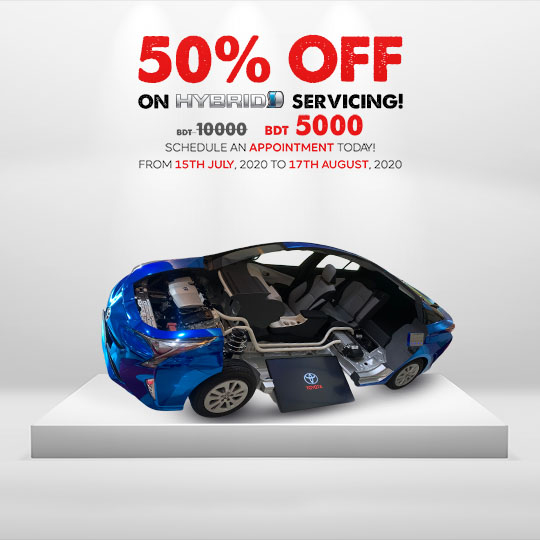 50% OFF
ON HYBRID SERVICING!
BDT 10000 BDT 5000
SCHEDULE AN APPOINTMENT TODAY!
FROM 15TH JULY, 2020 TO 17TH AUGUST, 2020
TOYOTA